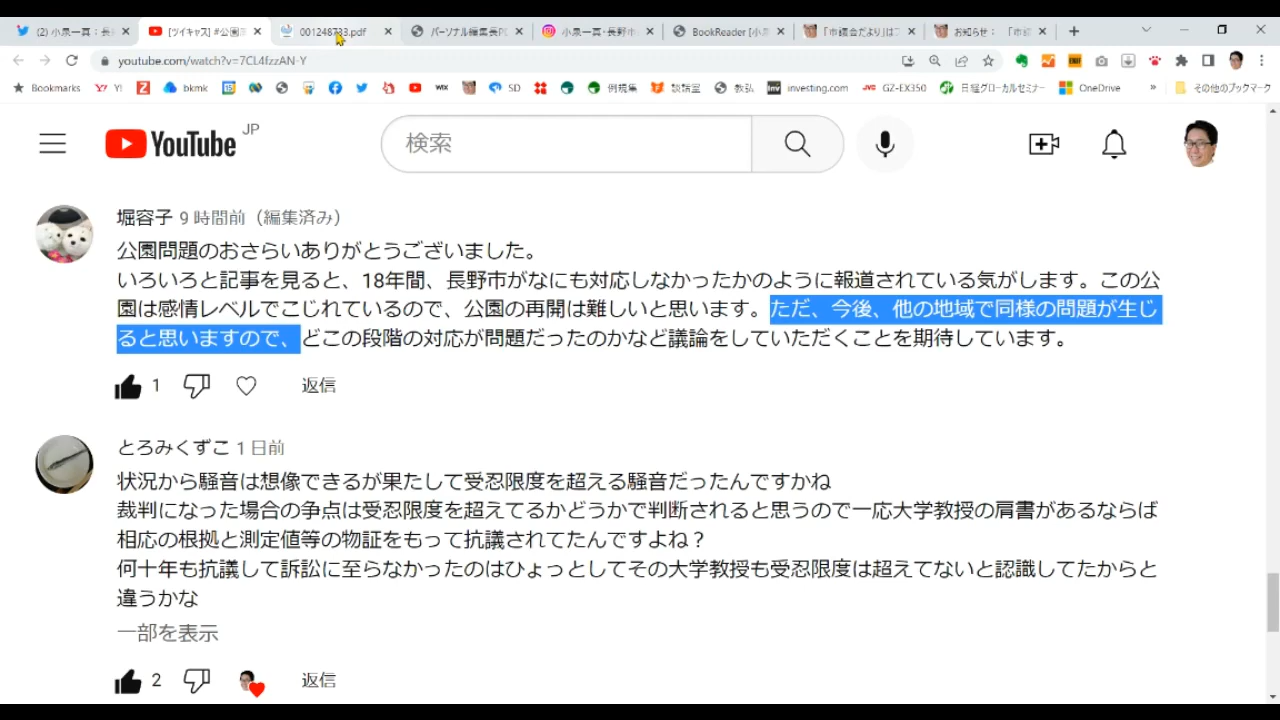 (2) 小泉一真：長
[ツイキャス] #公園
001248733.pdf
パーソナル編集長
小泉一真・長野市
BookReader [小
「市議会だより」は
お知らせ：「市
youtube.com/watch?v=7CL4fzzAN-Y
Bookmarks
Y!
bkmk
WIX
SD
例規集
談話室
教弘
Inv
investing.com
GZ-EX350
日経グローカルセミナー
OneDrive
»
その他のブックマーク
YouTube JP
検索
堀容子 9 時間前（編集済み）
公園問題のおさらいありがとうございました。
いろいろと記事を見ると、18年間、長野市がなにも対応しなかったかのように報道されている気がします。この公
園は感情レベルでこじれているので、公園の再開は難しいと思います。ただ、今後、他の地域で同様の問題が生じ
ると思いますので、どこの段階の対応が問題だったのかなど議論をしていただくことを期待しています。
1
返信
とろみくずこ 1 日前
状況から騒音は想像できるが果たして受忍限度を超える騒音だったんですかね
裁判になった場合の争点は受忍限度を超えてるかどうかで判断されると思うので一応大学教授の肩書があるならば
相応の根拠と測定値等の物証をもって抗議されてたんですよね？
何十年も抗議して訴訟に至らなかったのはひょっとしてその大学教授も受忍限度は超えてないと認識してたからと
違うかな
一部を表示
2
返信